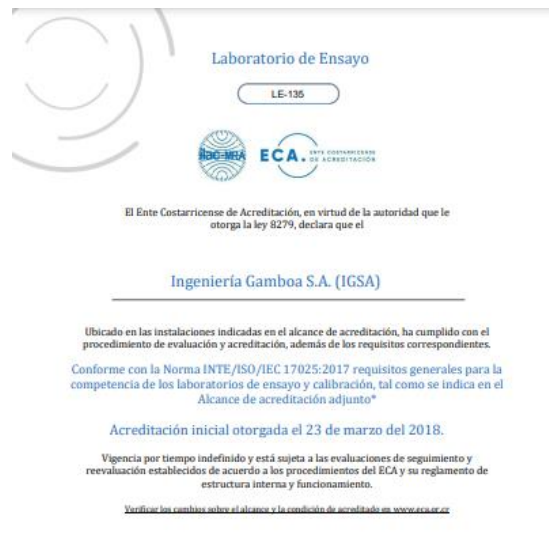 Laboratorio de Ensayo
LE-135
ilac-MRA
ECA. ENTE COSTARRICENSE
DE ACREDITACIÓN
El Ente Costarricense de Acreditación, en virtud de la autoridad que le
otorga la ley 8279, declara que el
Ingeniería Gamboa S.A. (IGSA)
Ubicado en las instalaciones indicadas en el alcance de acreditación, ha cumplido con el
procedimiento de evaluación y acreditación, además de los requisitos correspondientes.
Conforme con la Norma INTE/ISO/IEC 17025:2017 requisitos generales para la
competencia de los laboratorios de ensayo y calibración, tal como se indica en el
Alcance de acreditación adjunto*
Acreditación inicial otorgada el 23 de marzo del 2018.
Vigencia por tiempo indefinido y está sujeta a las evaluaciones de seguimiento y
reevaluación establecidos de acuerdo a los procedimientos del ECA y su reglamento de
estructura interna y funcionamiento.
Verificar los cambios sobre el alcance y la condición de acreditado en www.eca.or.cr